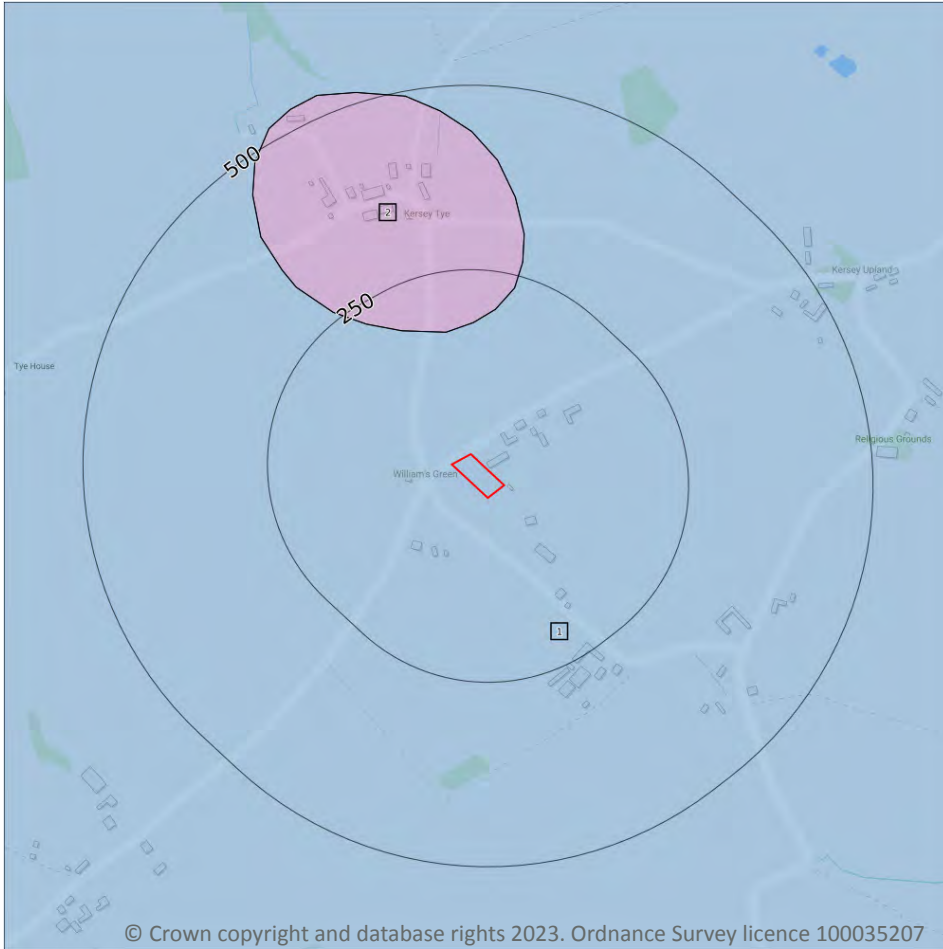 500
2
Kersey Tye
Kersey Upland
250
Tye House
Religious Grounds
William's Green
1
© Crown copyright and database rights 2023. Ordnance Survey licence 100035207